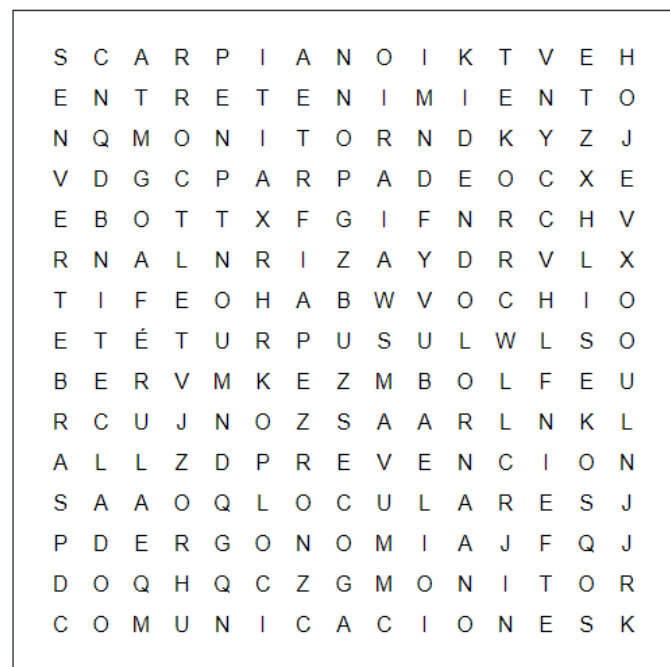 S C A R P I A N O I K T V E H
E N T R E T E N I M I E N T O
N Q M O N I T O R N D K Y Z J
V D G C P A R P A D E O C X E
E B O T T X F G I F N R C H V
R N A L N R I Z A Y D R V L X
T I F E O H A B W V O C H I O
E T É T U R P U S U L W L S O
B E R V M K E Z M B O L F E U
R C U J N O Z S A A R L N K L
A L L Z D P R E V E N C I O N
S A A O Q L O C U L A R E S J
P D E R G O N O M I A J F Q J
D O Q H Q C Z G M O N I T O R
C O M U N I C A C I O N E S K